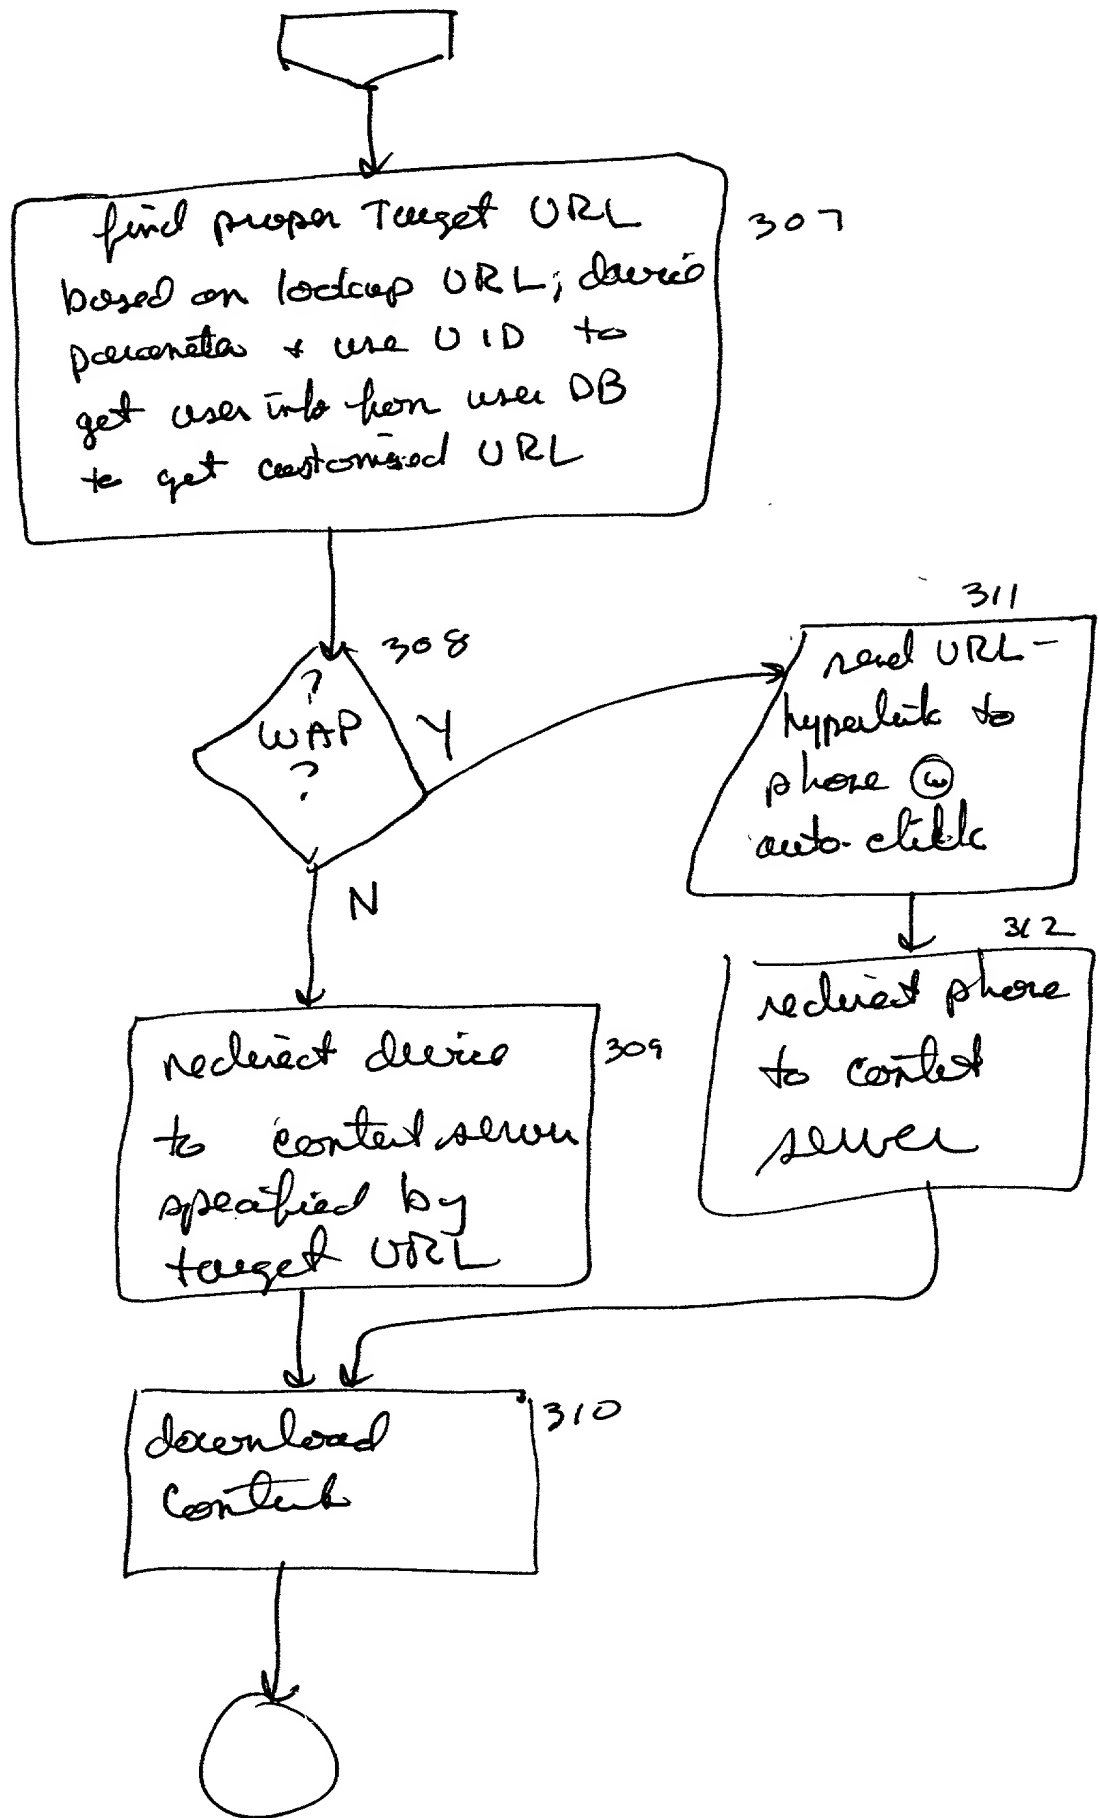 find proper Target URL
307
based on lookup URL; device
parameter + use UID to
get user info from user DB
to get customized URL
308
?
WAP
?
Y
N
311
send URL-
hyperlink to
phone
auto-click
312
redirect phone
to content
server
309
redirect device
to content server
specified by
target URL
310
download
content